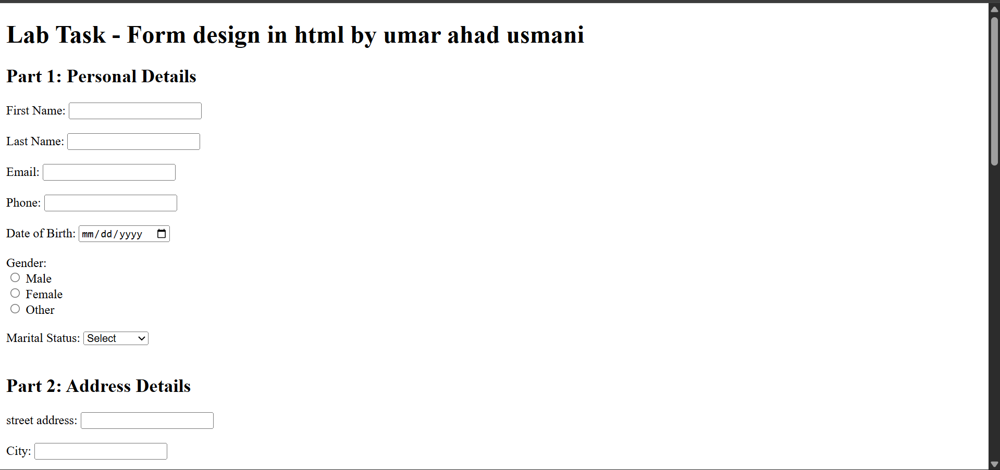 Lab Task - Form design in html by umar ahad usmani
Part 1: Personal Details
First Name:
Last Name:
Email:
Phone:
Date of Birth: mm/dd/yyyy
Gender:
Male
Female
Other
Marital Status: Select
Part 2: Address Details
street address:
City: